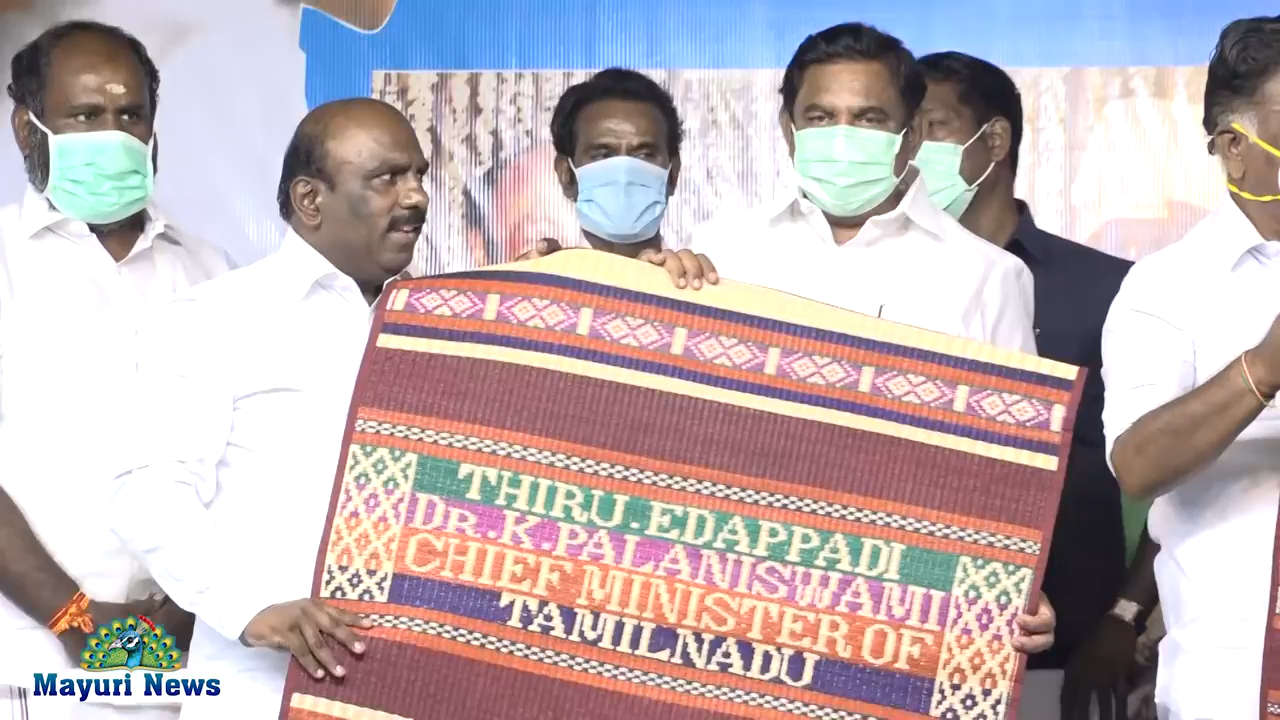 THIRU.EDAPPADI
DR.K.PALANISWAMI
CHIEF MINISTER OF
TAMILNADU
Mayuri News